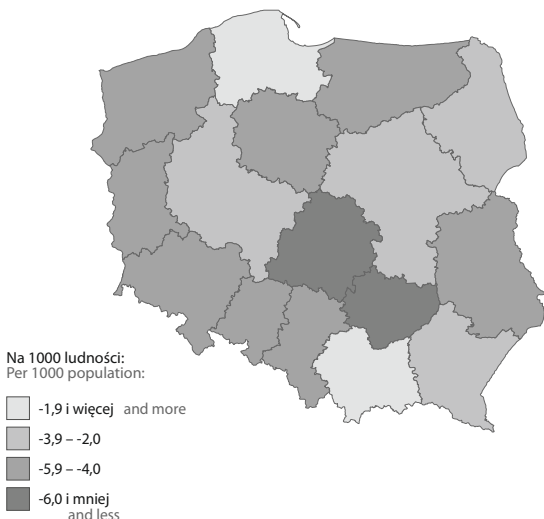 Na 1000 ludności:
Per 1000 population:
-1,9 i więcej and more
-3,9 – -2,0
-5,9 – -4,0
-6,0 i mniej
and less